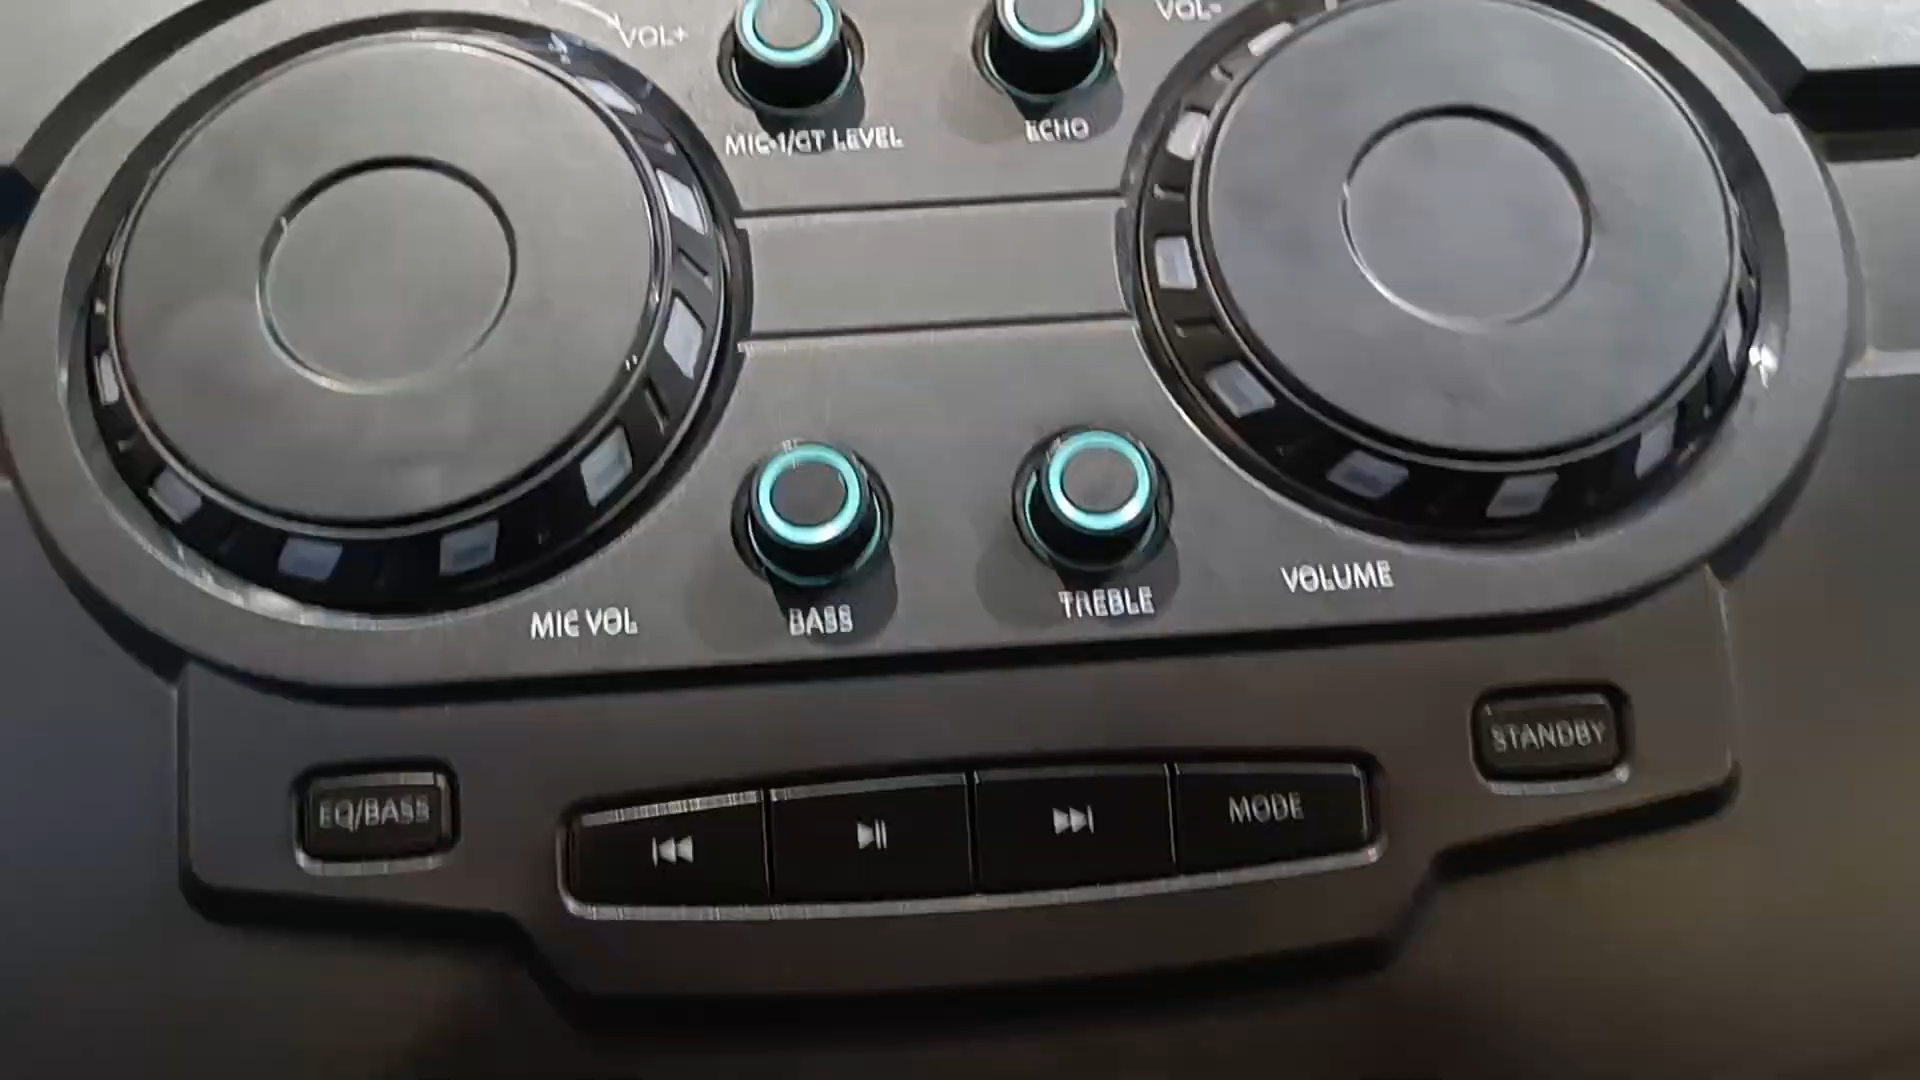 VOL+
VOL-
MIC-1/GT LEVEL
ECHO
MIC VOL
BASS
TREBLE
VOLUME
EQ/BASS
MODE
STANDBY